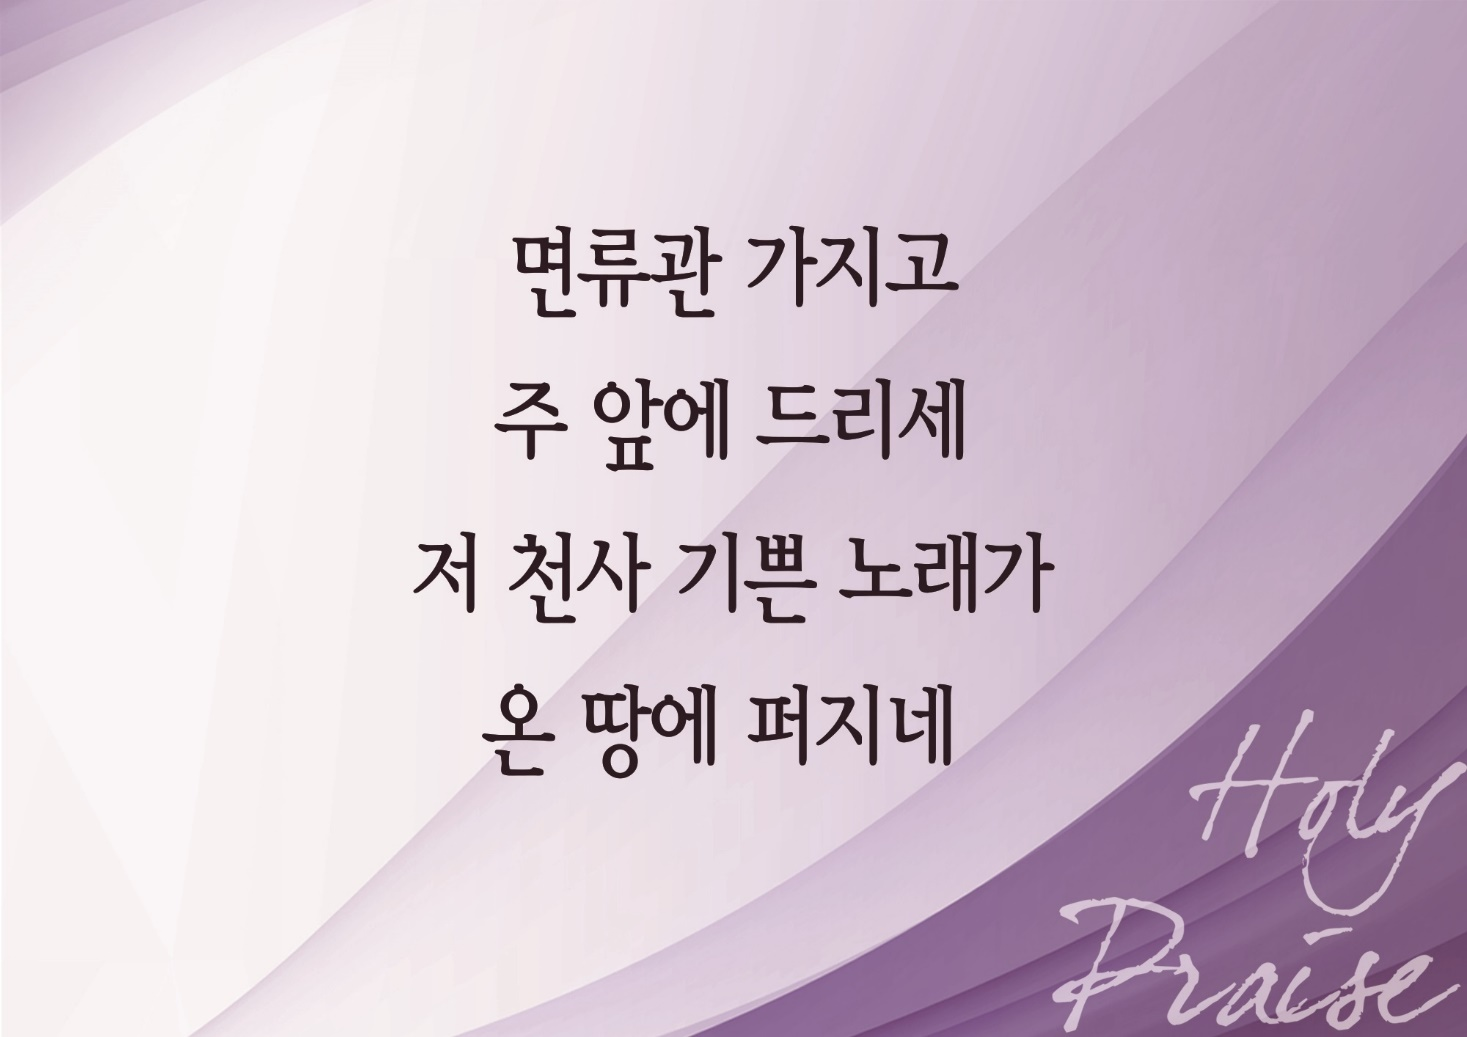 면류관 가지고
주 앞에 드리세
저 천사 기쁜 노래가
온 땅에 퍼지네
Holy
Praise